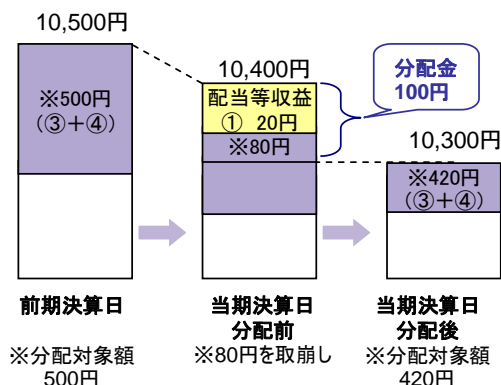 10,500円
※500円
(③+④)
前期決算日
※分配対象額
500円
10,400円
配当等収益
① 20円
※80円
当期決算日
分配前
※80円を取崩し
分配金
100円
10,300円
※420円
(③+④)
当期決算日
分配後
※分配対象額
420円